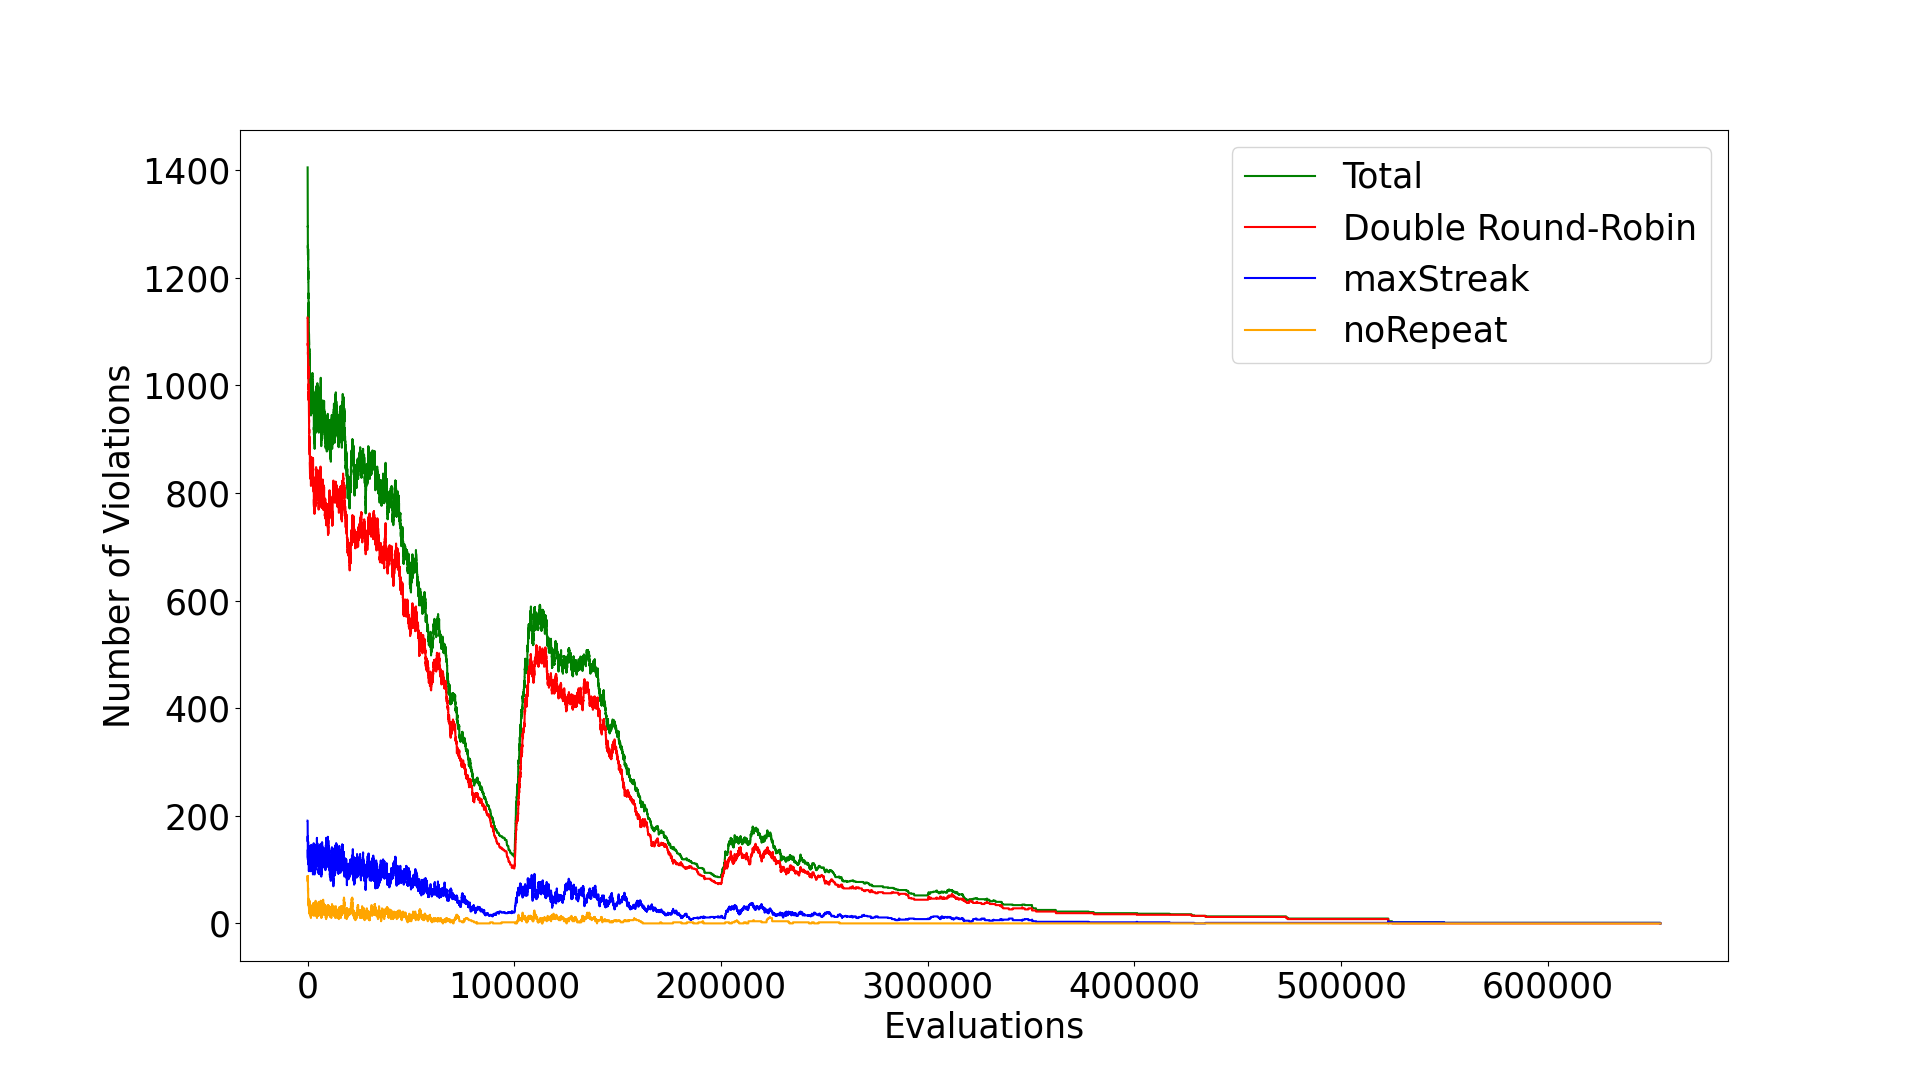 1400
1200
1000
800
600
400
200
0
Number of Violations
Total
Double Round-Robin
maxStreak
noRepeat
0 100000 200000 300000 400000 500000 600000
Evaluations